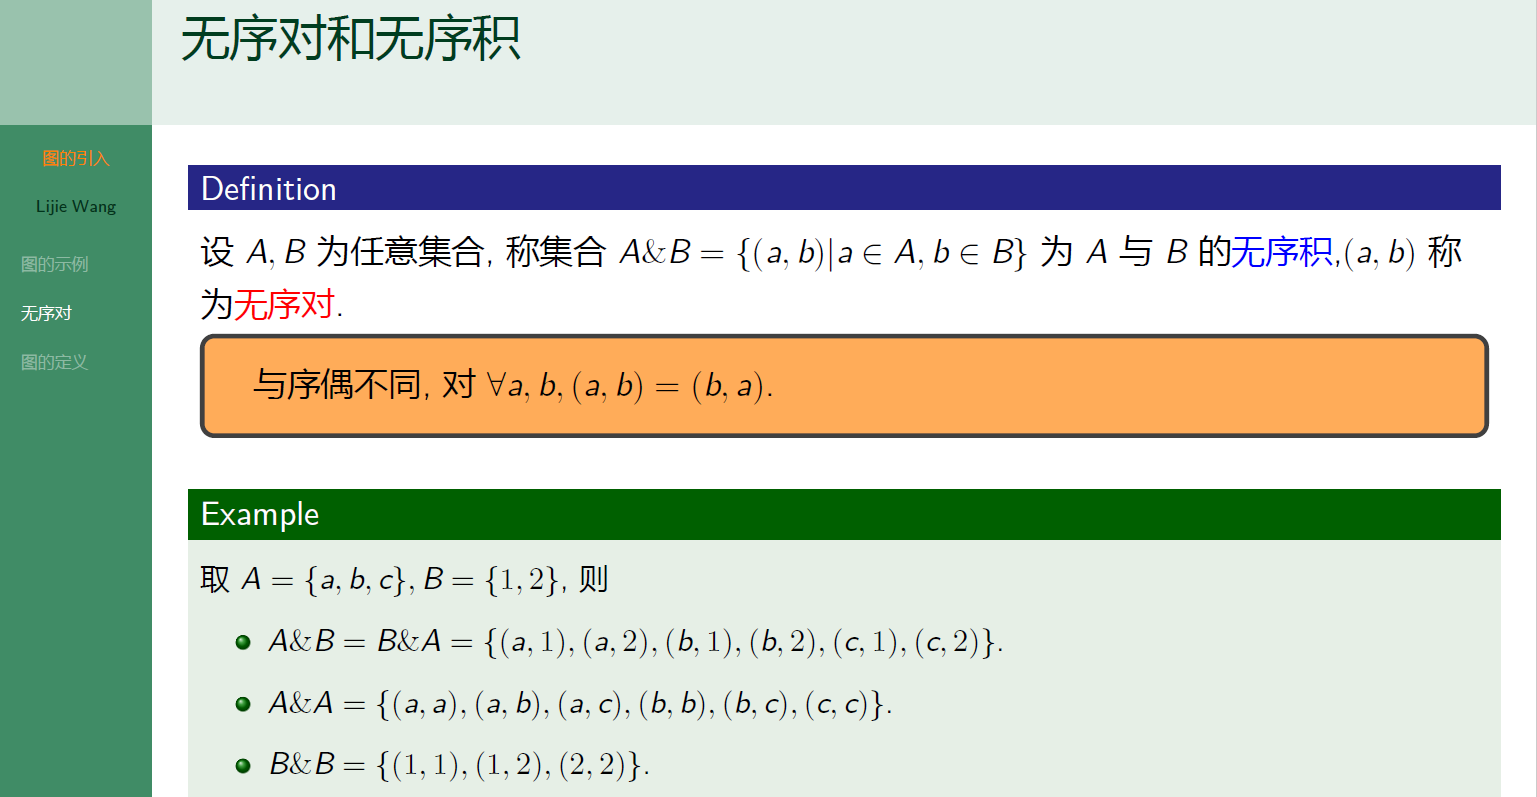 无序对和无序积
图的引入
Lijie Wang
图的示例
无序对
图的定义
Definition
设 A, B 为任意集合, 称集合 A&B = {(a, b)|a ∈ A, b ∈ B} 为 A 与 B 的无序积,(a, b) 称
为无序对.
与序偶不同, 对 ∀a, b, (a, b) = (b, a).
Example
取 A = {a, b, c}, B = {1, 2}, 则
A&B = B&A = {(a, 1), (a, 2), (b, 1), (b, 2), (c, 1), (c, 2)}.
A&A = {(a, a), (a, b), (a, c), (b, b), (b, c), (c, c)}.
B&B = {(1, 1), (1, 2), (2, 2)}.